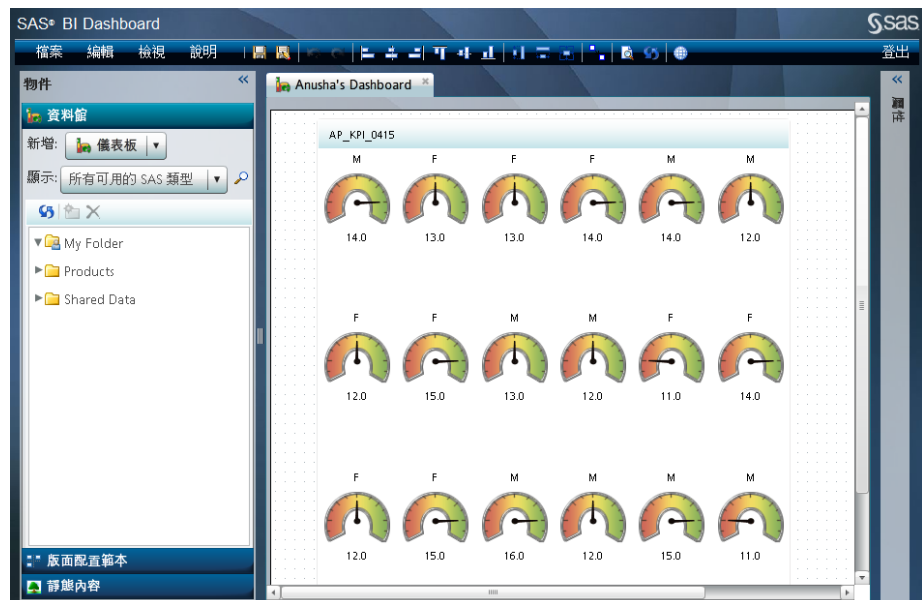 SAS® BI Dashboard
sas
檔案 編輯 檢視 說明
登出
物件
Anusha's Dashboard
資料館
新增: 儀表板
顯示: 所有可用的 SAS 類型
My Folder
Products
Shared Data
版面配置範本
靜態內容
AP_KPI_0415
M F F F M M
14.0 13.0 13.0 14.0 14.0 12.0
F F M M F F
12.0 15.0 13.0 12.0 11.0 14.0
F F M M M M
12.0 15.0 16.0 12.0 15.0 11.0